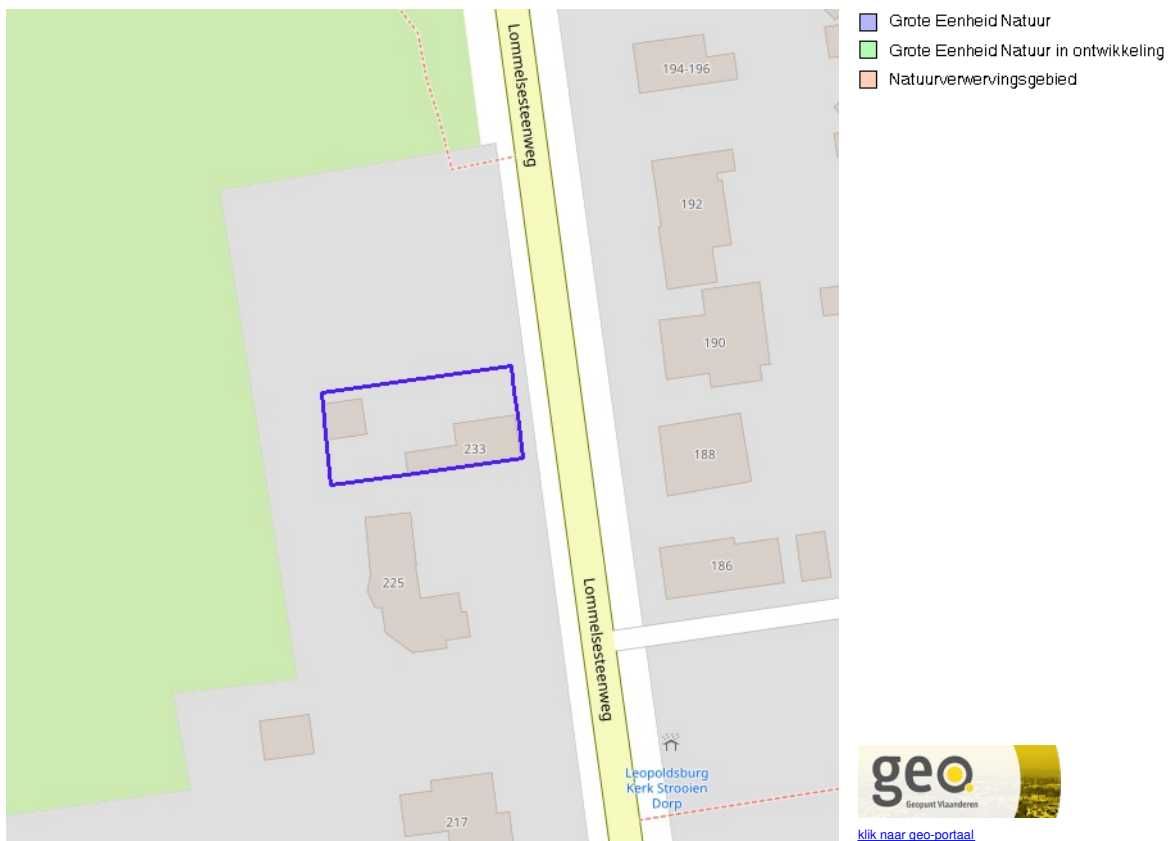 Grote Eenheid Natuur
Grote Eenheid Natuur in ontwikkeling
Natuurverwervingsgebied
Lommelsesteenweg
194-196
192
190
233
188
225
186
Lommelsesteenweg
Leopoldsburg
Kerk Strooien
Dorp
217
geo.
Geopunt Vlaanderen
klik naar geo-portaal